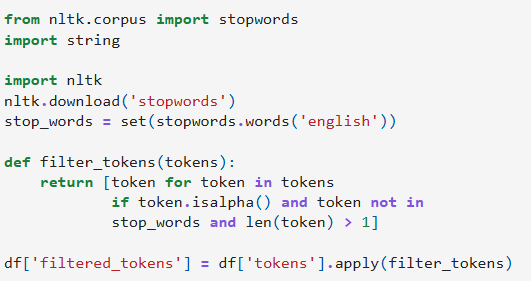 from nltk.corpus import stopwords
import string

import nltk
nltk.download('stopwords')
stop_words = set(stopwords.words('english'))

def filter_tokens(tokens):
    return [token for token in tokens
            if token.isalpha() and token not in
            stop_words and len(token) > 1]

df['filtered_tokens'] = df['tokens'].apply(filter_tokens)